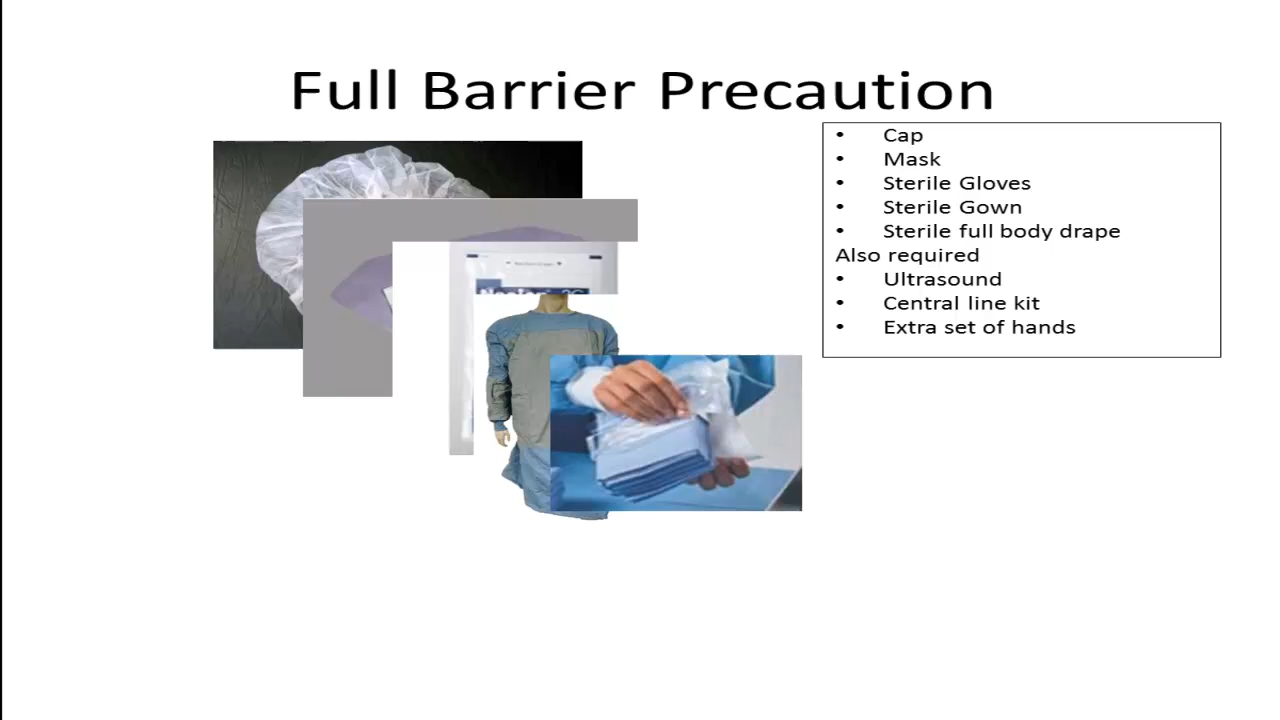 Full Barrier Precaution
• Cap
• Mask
• Sterile Gloves
• Sterile Gown
• Sterile full body drape
Also required
• Ultrasound
• Central line kit
• Extra set of hands